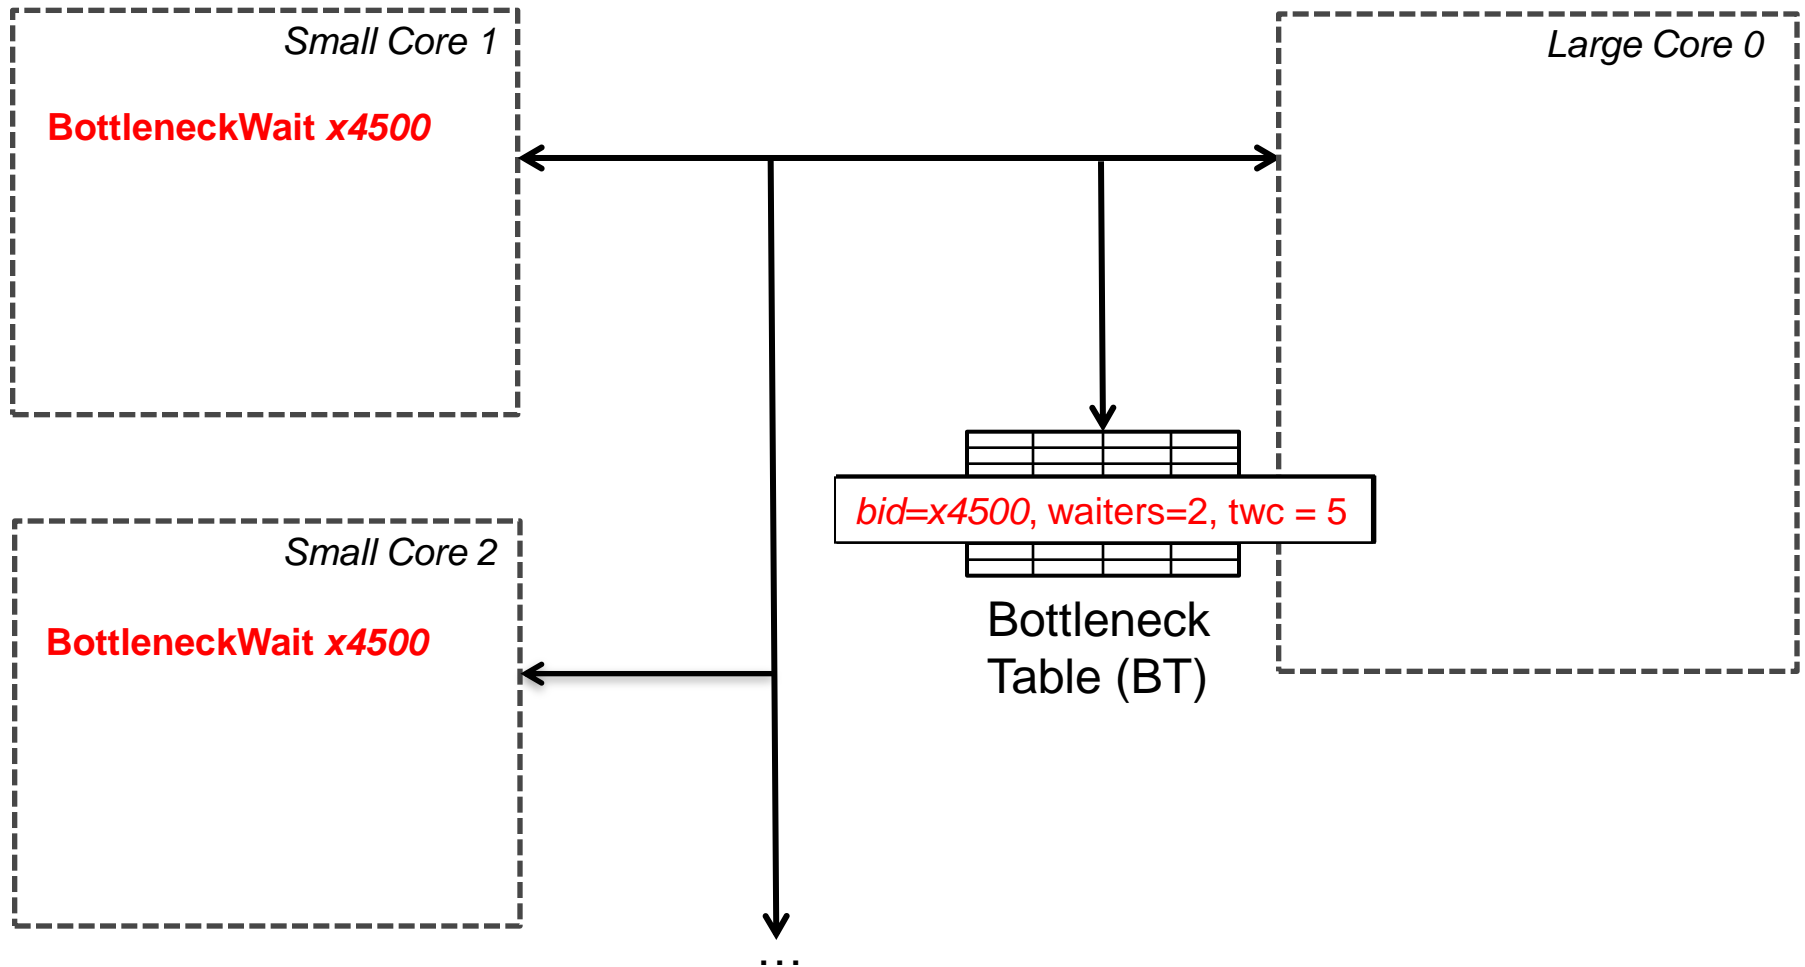 Small Core 1
Large Core 0
BottleneckWait x4500
bid=x4500, waiters=2, twc = 5
Small Core 2
Bottleneck
Table (BT)
BottleneckWait x4500
...